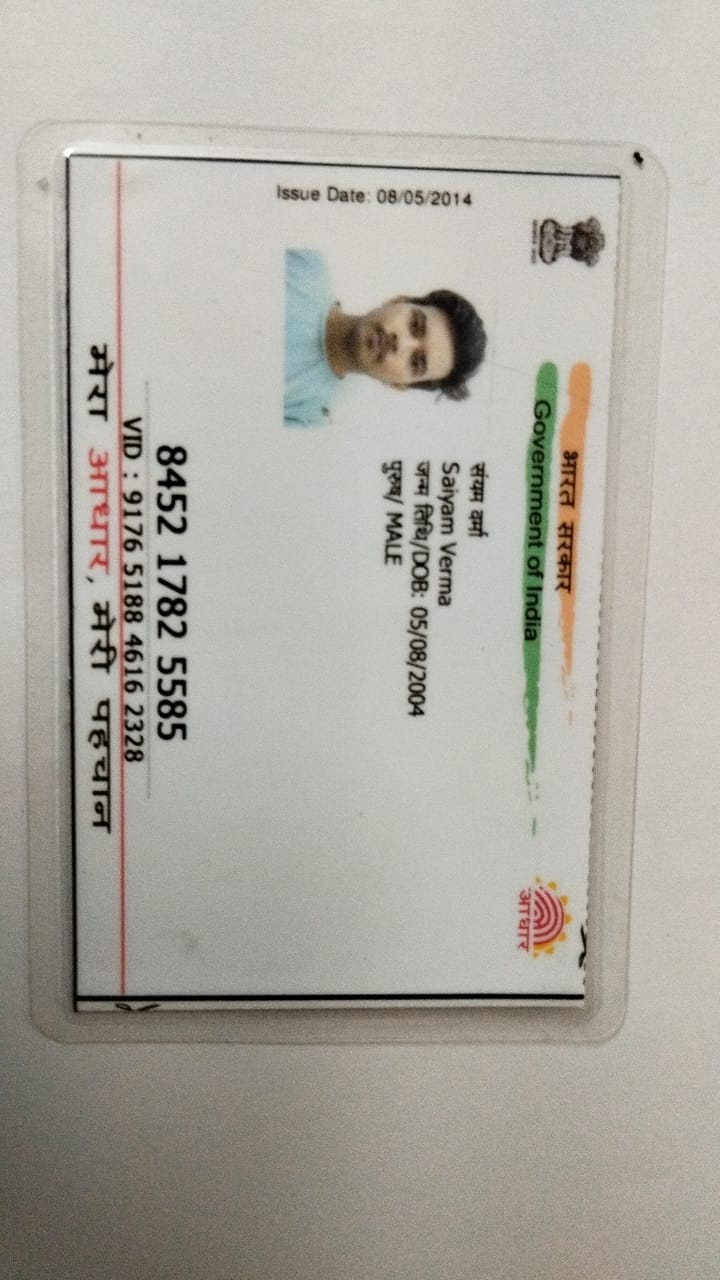 भारत सरकार
Government of India
Issue Date: 08/05/2014
संयम वर्मा
Saiyam Verma
जन्म तिथि/DOB: 05/08/2004
पुरुष/ MALE
8452 1782 5585
VID : 9176 5188 4616 2328
मेरा आधार, मेरी पहचान
आधार